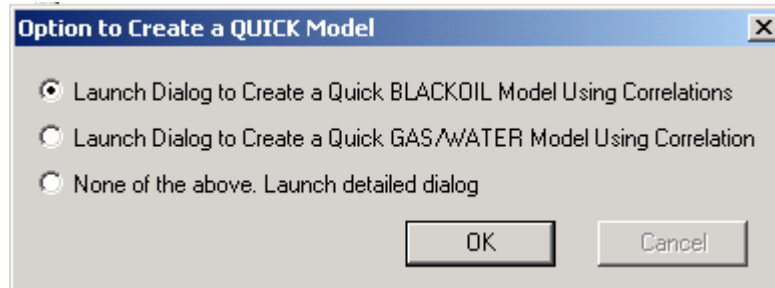 Option to Create a QUICK Model
Launch Dialog to Create a Quick BLACKOIL Model Using Correlations
Launch Dialog to Create a Quick GAS/WATER Model Using Correlation
None of the above. Launch detailed dialog
OK Cancel